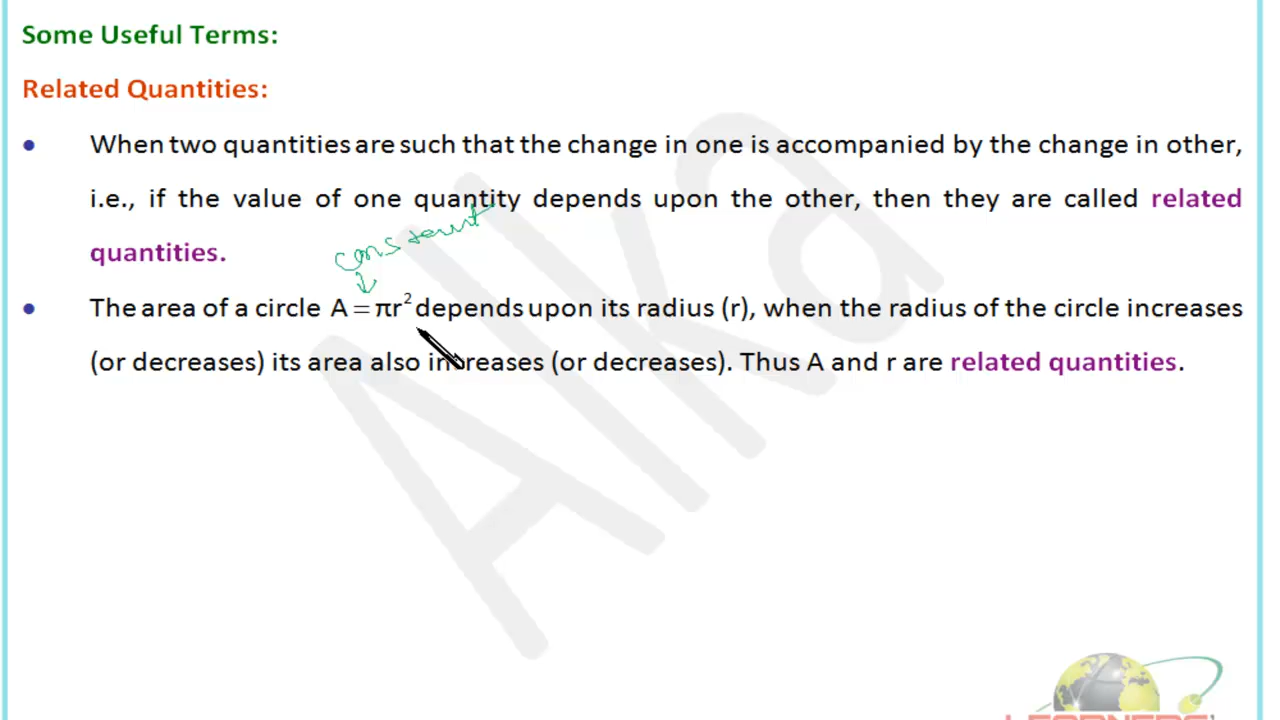 Some Useful Terms:
Related Quantities:
● When two quantities are such that the change in one is accompanied by the change in other,
i.e., if the value of one quantity depends upon the other, then they are called related
constant
quantities.
● The area of a circle A = πr² depends upon its radius (r), when the radius of the circle increases
(or decreases) its area also increases (or decreases). Thus A and r are related quantities.
Alka
LEARNERS'